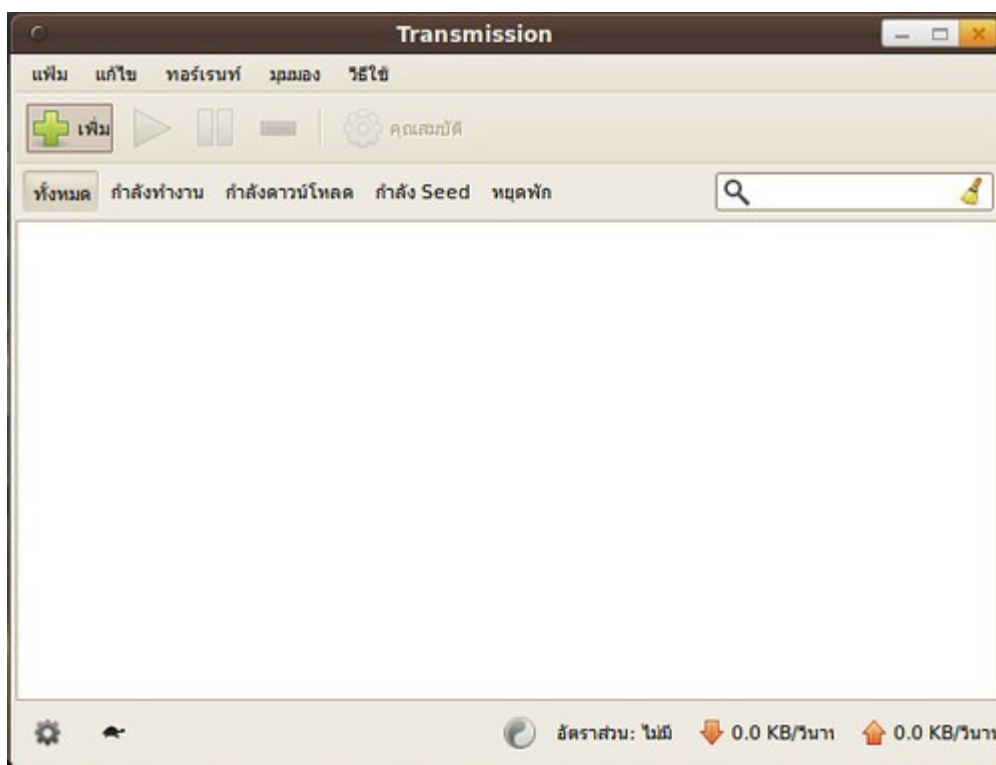 Transmission
แฟ้ม แก้ไข ทอร์เรนท์ มุมมอง วิธีใช้
เพิ่ม คุณสมบัติ
ทั้งหมด กำลังทำงาน กำลังดาวน์โหลด กำลัง Seed หยุดพัก
อัตราส่วน: ไม่มี 0.0 KB/วินาที 0.0 KB/วินาที